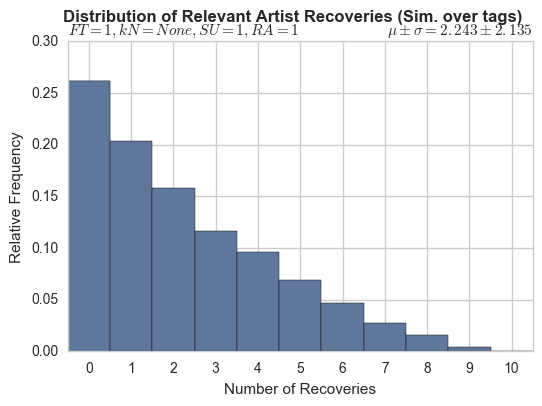 Distribution of Relevant Artist Recoveries (Sim. over tags)
FT = 1, kN = None, SU = 1, RA = 1 μ ± σ = 2.243 ± 2.135
0.30
0.25
0.20
0.15
0.10
0.05
0.00
Relative Frequency
0 1 2 3 4 5 6 7 8 9 10
Number of Recoveries